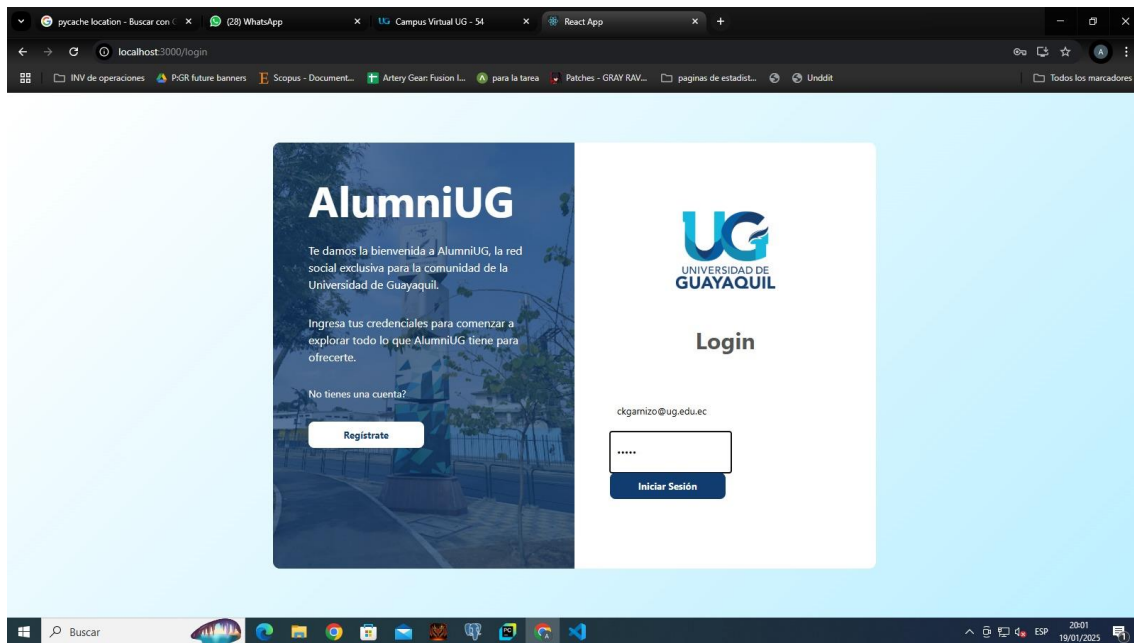 pycache location - Buscar con G
(28) WhatsApp
UG Campus Virtual UG - 54
React App
localhost:3000/login
INV de operaciones
P:GR future banners
Scopus - Document...
Artery Gear: Fusion I...
para la tarea
Patches - GRAY RAV...
paginas de estadist...
Unddit
Todos los marcadores
AlumniUG
Te damos la bienvenida a AlumniUG, la red
social exclusiva para la comunidad de la
Universidad de Guayaquil.
Ingresa tus credenciales para comenzar a
explorar todo lo que AlumniUG tiene para
ofrecerte.
No tienes una cuenta?
Regístrate
UG
UNIVERSIDAD DE
GUAYAQUIL
Login
ckgarnizo@ug.edu.ec
•••••
Iniciar Sesión
Buscar
ESP
20:01
19/01/2025